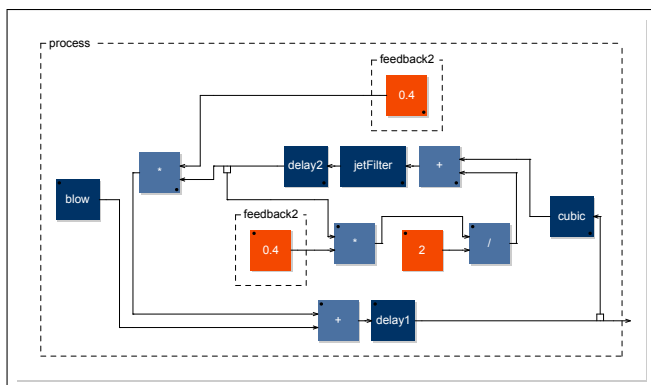 process
feedback2
0.4
*
delay2
jetFilter
+
blow
cubic
feedback2
0.4
*
2
/
+
delay1